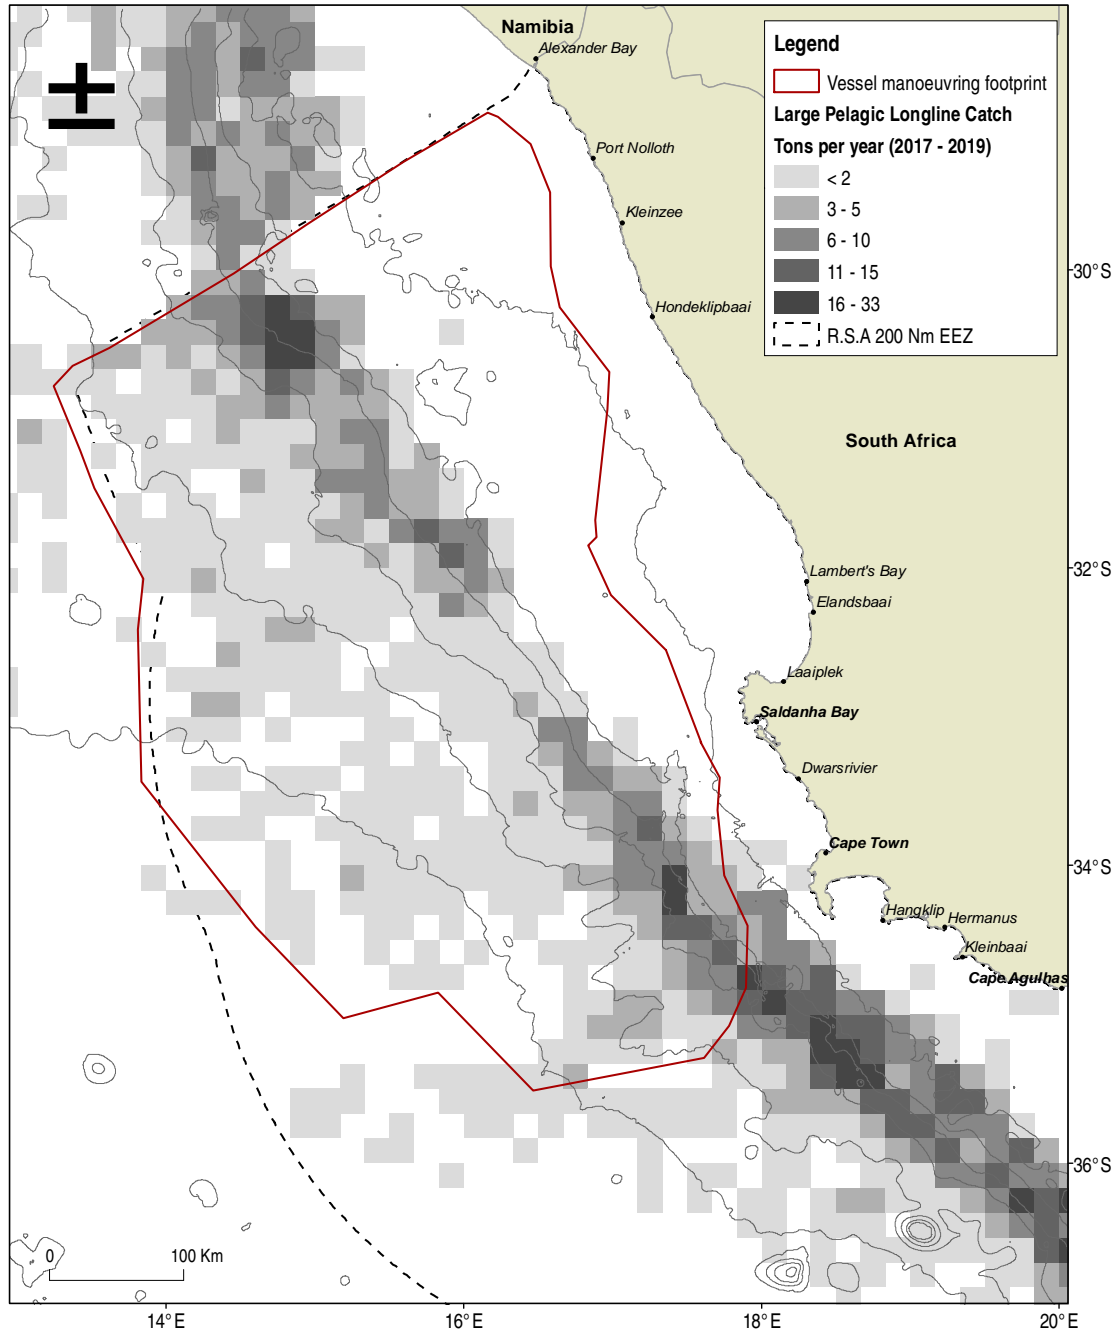 Namibia
Alexander Bay
Port Nolloth
Kleinzee
Hondeklipbaai
South Africa
Lambert's Bay
Elandsbaai
Laaiplek
Saldanha Bay
Dwarsrivier
Cape Town
Hangklip
Hermanus
Kleinbaai
Cape Agulhas
Legend
Vessel manoeuvring footprint
Large Pelagic Longline Catch
Tons per year (2017 - 2019)
< 2
3 - 5
6 - 10
11 - 15
16 - 33
R.S.A 200 Nm EEZ
30°S
32°S
34°S
36°S
0 100 Km
14°E 16°E 18°E 20°E